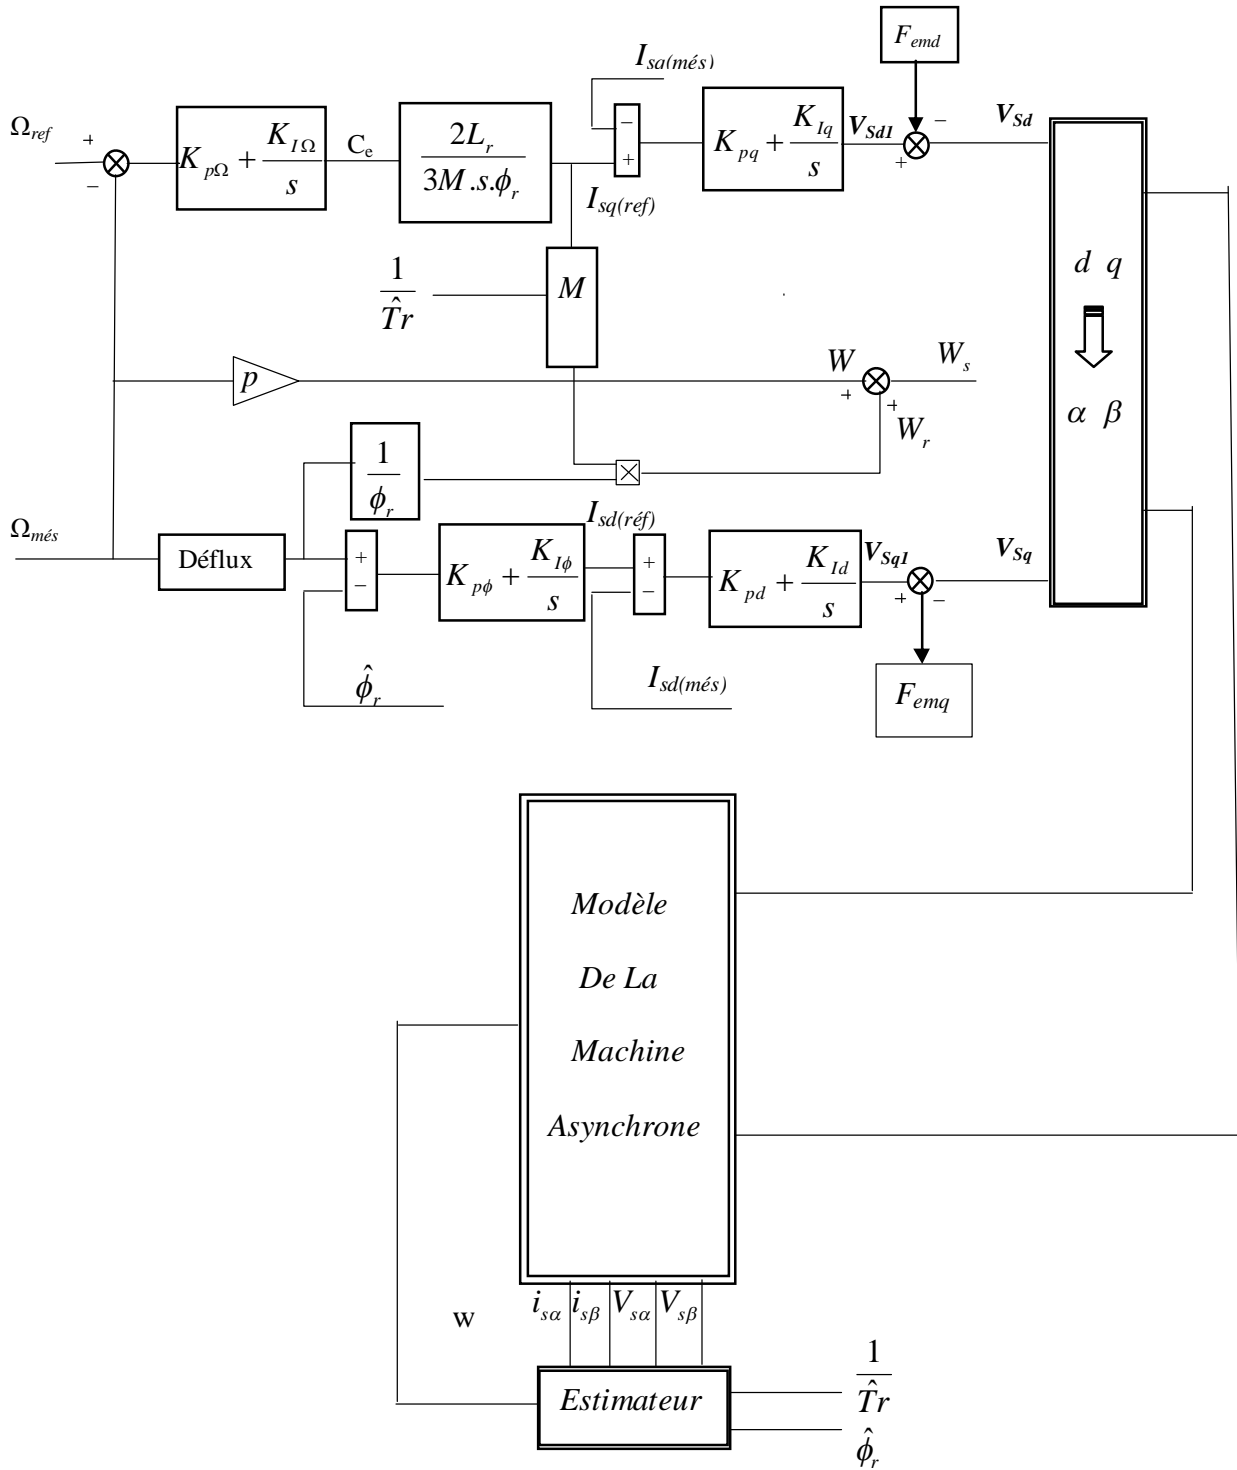 F_emd
I_sq(més)
Ω_ref
+
−
K_pΩ + K_IΩ / s
C_e
2L_r / 3M.s.ϕ_r
−
+
I_sq(ref)
K_pq + K_Iq / s
V_Sd1
−
+
V_Sd
d q
α β
1 / T̂r
M
p
W
+
+
W_s
W_r
1 / ϕ_r
×
Ω_més
Déflux
+
−
K_pϕ + K_Iϕ / s
I_sd(réf)
+
−
K_pd + K_Id / s
V_Sq1
+
−
V_Sq
ϕ̂_r
I_sd(més)
F_emq
Modèle
De La
Machine
Asynchrone
w
i_sα i_sβ V_sα V_sβ
Estimateur
1 / T̂r
ϕ̂_r